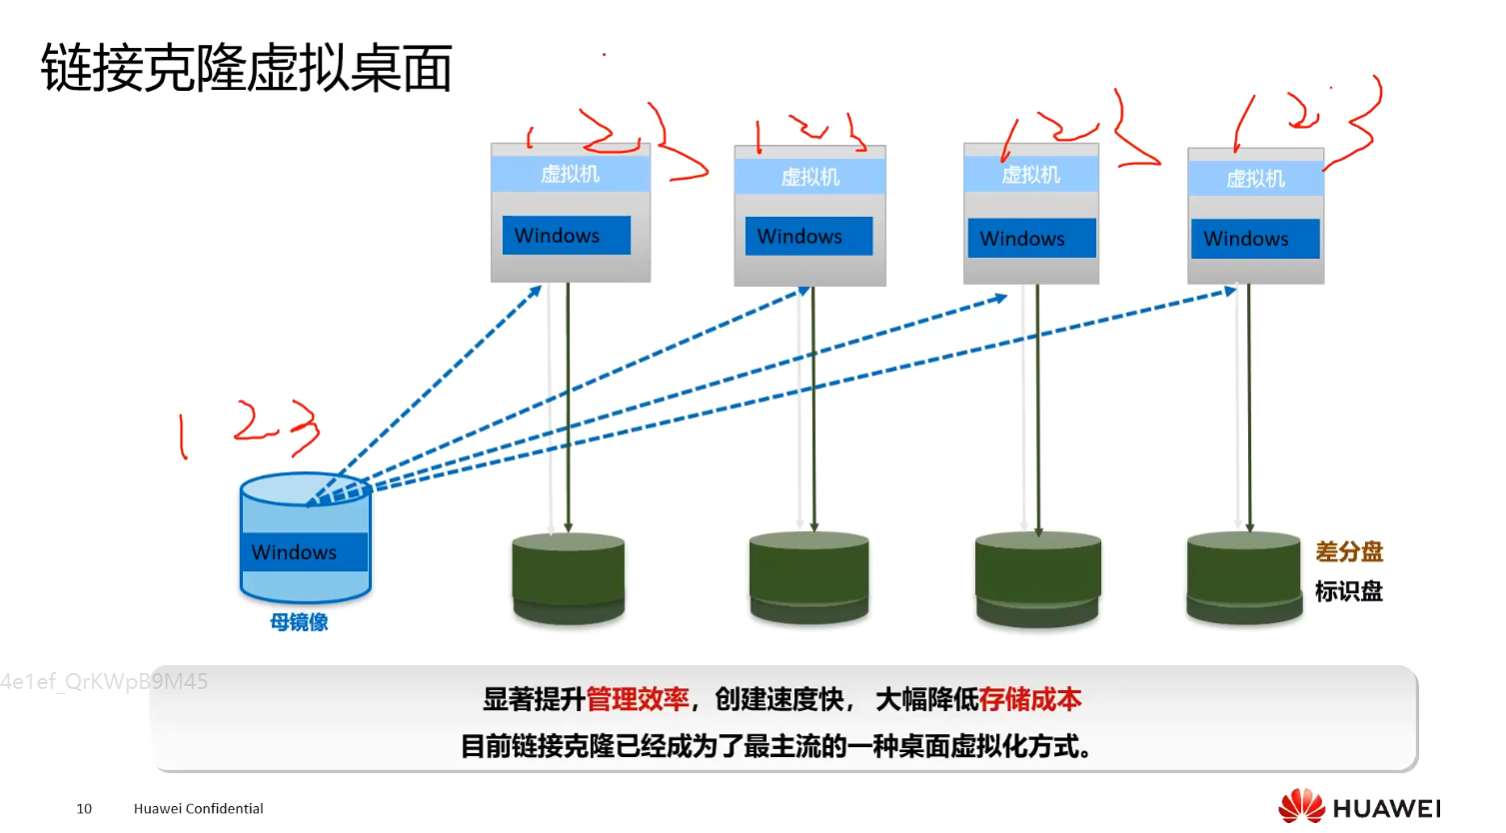 链接克隆虚拟桌面
1 2 3
1 2 3
1 2 3
1 2 3
虚拟机
虚拟机
虚拟机
虚拟机
Windows
Windows
Windows
Windows
1 2 3
Windows
母镜像
差分盘
标识盘
4e1ef_QrKWpB9M45
显著提升管理效率，创建速度快， 大幅降低存储成本
目前链接克隆已经成为了最主流的一种桌面虚拟化方式。
10 Huawei Confidential
HUAWEI